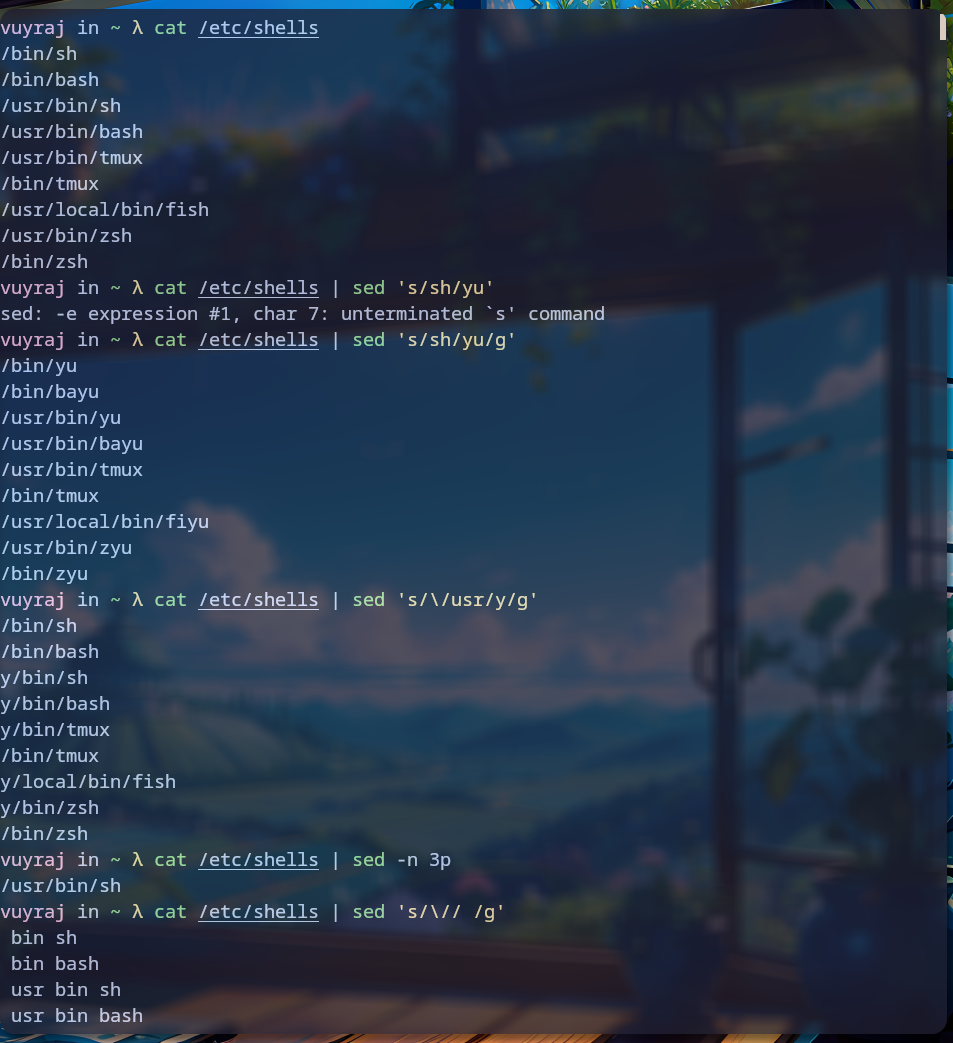 vuyraj in ~ λ cat /etc/shells
/bin/sh
/bin/bash
/usr/bin/sh
/usr/bin/bash
/usr/bin/tmux
/bin/tmux
/usr/local/bin/fish
/usr/bin/zsh
/bin/zsh
vuyraj in ~ λ cat /etc/shells | sed 's/sh/yu'
sed: -e expression #1, char 7: unterminated `s' command
vuyraj in ~ λ cat /etc/shells | sed 's/sh/yu/g'
/bin/yu
/bin/bayu
/usr/bin/yu
/usr/bin/bayu
/usr/bin/tmux
/bin/tmux
/usr/local/bin/fiyu
/usr/bin/zyu
/bin/zyu
vuyraj in ~ λ cat /etc/shells | sed 's/\/usr/y/g'
/bin/sh
/bin/bash
y/bin/sh
y/bin/bash
y/bin/tmux
/bin/tmux
y/local/bin/fish
y/bin/zsh
/bin/zsh
vuyraj in ~ λ cat /etc/shells | sed -n 3p
/usr/bin/sh
vuyraj in ~ λ cat /etc/shells | sed 's/\// /g'
 bin sh
 bin bash
 usr bin sh
 usr bin bash